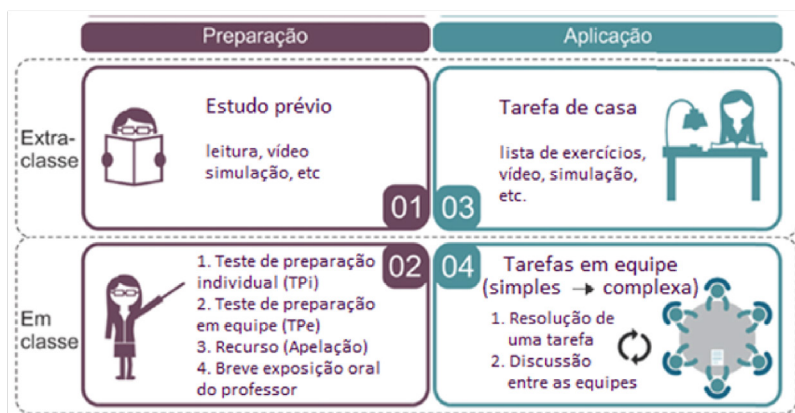 Preparação
Aplicação
Extra-
classe
Estudo prévio
leitura, vídeo
simulação, etc
01
Tarefa de casa
lista de exercícios,
vídeo, simulação,
etc.
03
Em
classe
1. Teste de preparação
individual (TPi)
2. Teste de preparação
em equipe (TPe)
3. Recurso (Apelação)
4. Breve exposição oral
do professor
02
04
Tarefas em equipe
(simples → complexa)
1. Resolução de
uma tarefa
2. Discussão
entre as equipes